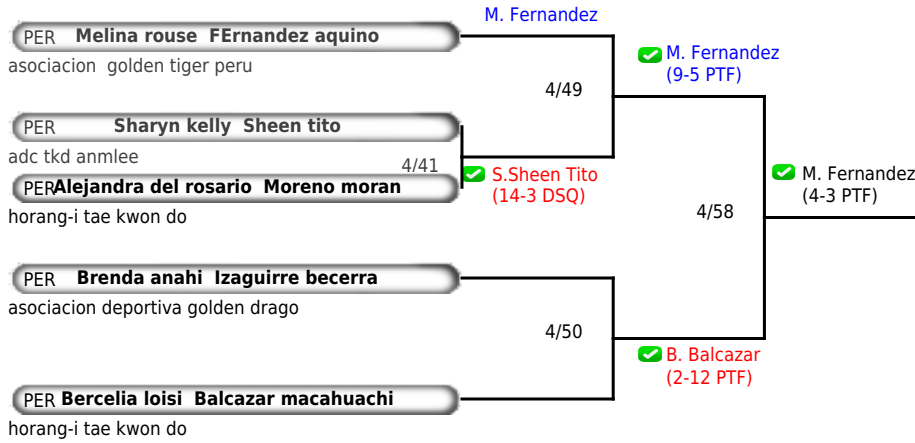 M. Fernandez
PER Melina rouse FErnandez aquino
asociacion golden tiger peru
M. Fernandez
(9-5 PTF)
4/49
PER Sharyn kelly Sheen tito
adc tkd anmlee
4/41
S.Sheen Tito
(14-3 DSQ)
PER Alejandra del rosario Moreno moran
horang-i tae kwon do
M. Fernandez
(4-3 PTF)
4/58
PER Brenda anahi Izaguirre becerra
asociacion deportiva golden drago
4/50
B. Balcazar
(2-12 PTF)
PER Bercelia loisi Balcazar macahuachi
horang-i tae kwon do